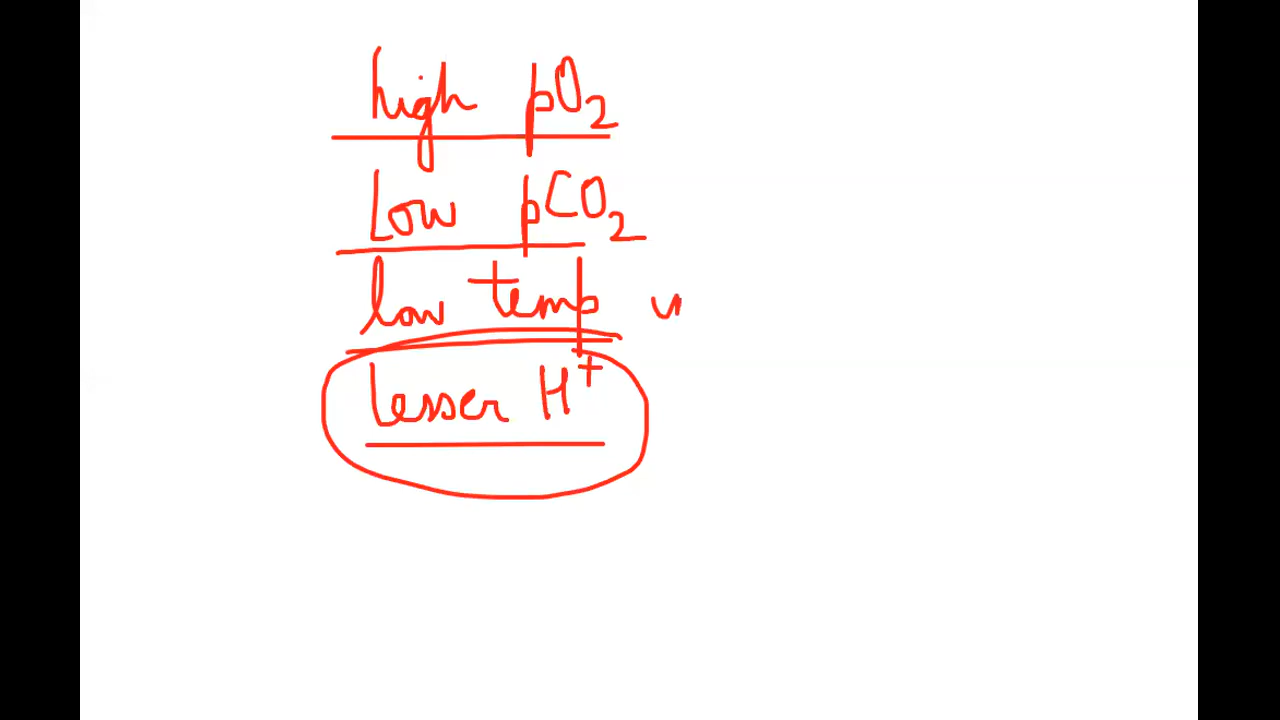 high pO₂
Low pCO₂
low temp
Lesser H⁺